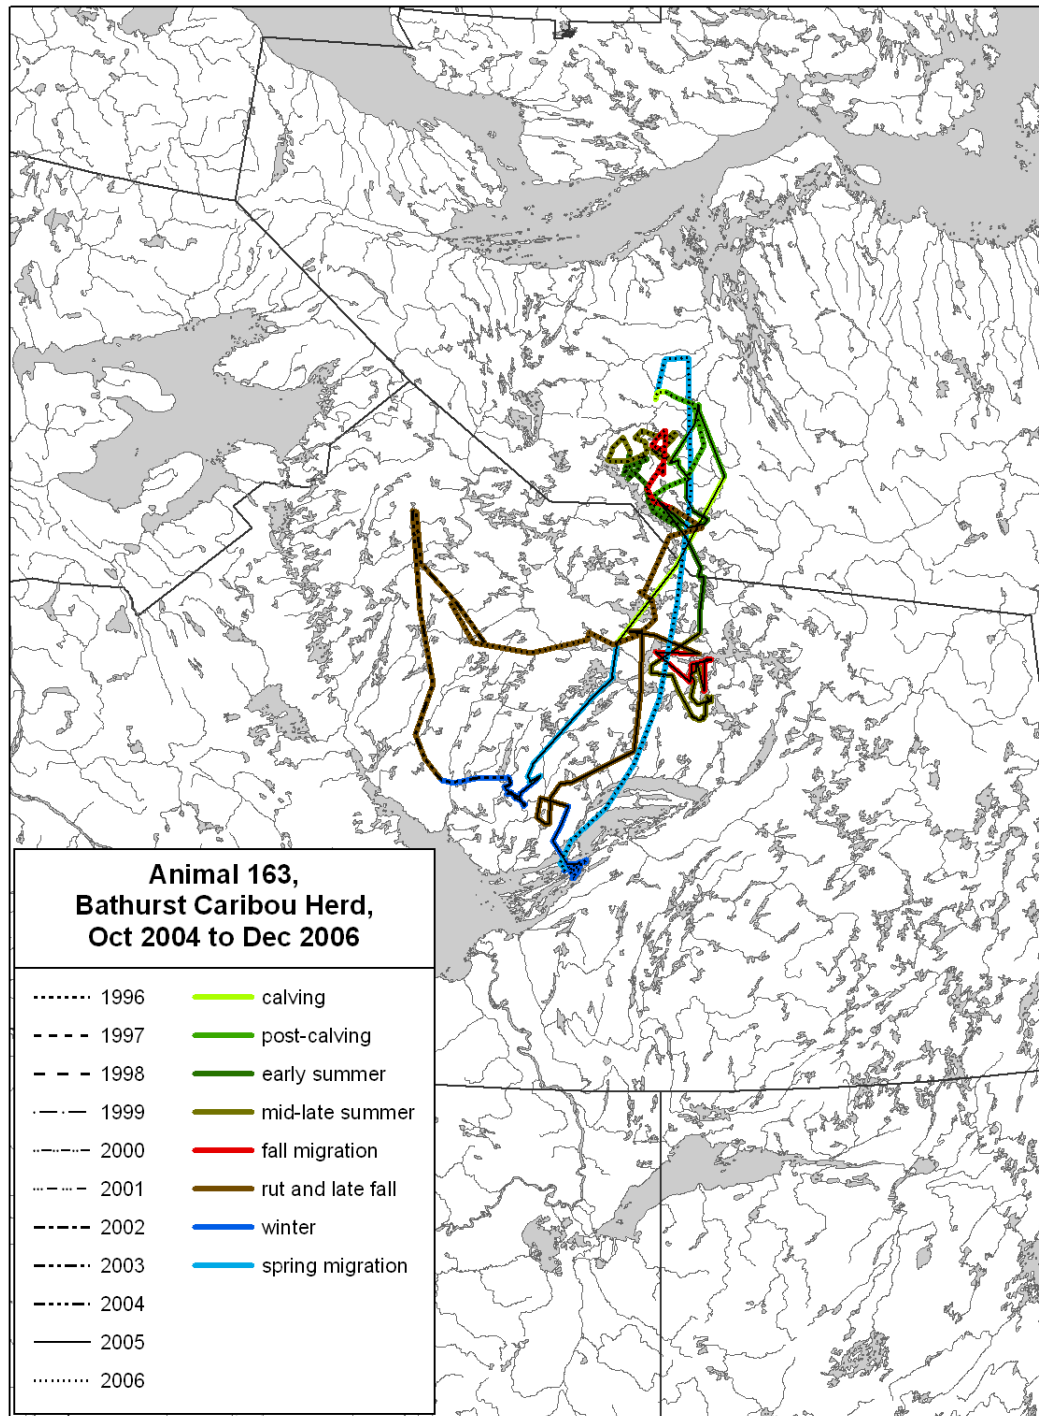 Animal 163,
Bathurst Caribou Herd,
Oct 2004 to Dec 2006
1996 calving
1997 post-calving
1998 early summer
1999 mid-late summer
2000 fall migration
2001 rut and late fall
2002 winter
2003 spring migration
2004
2005
2006